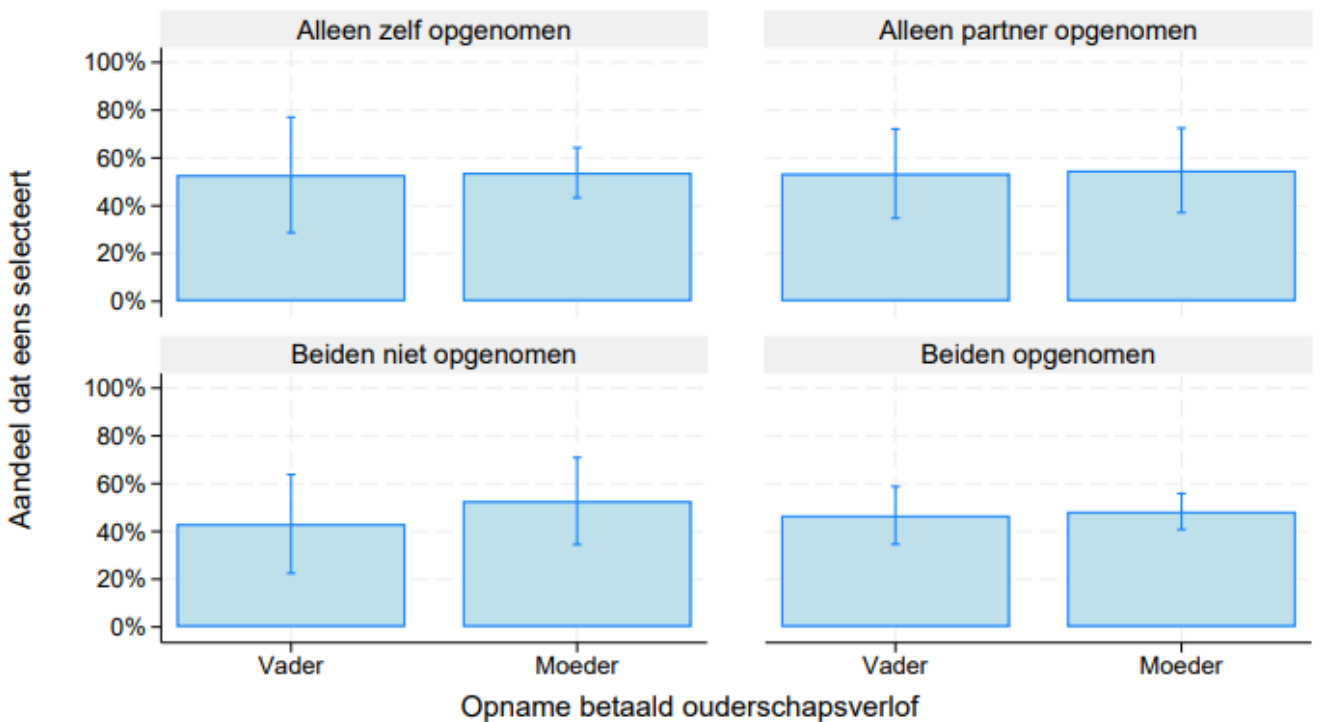 Alleen zelf opgenomen
Alleen partner opgenomen
100%
80%
60%
40%
20%
0%
Beiden niet opgenomen
Beiden opgenomen
100%
80%
60%
40%
20%
0%
Aandeel dat eens selecteert
Vader
Moeder
Vader
Moeder
Opname betaald ouderschapsverlof